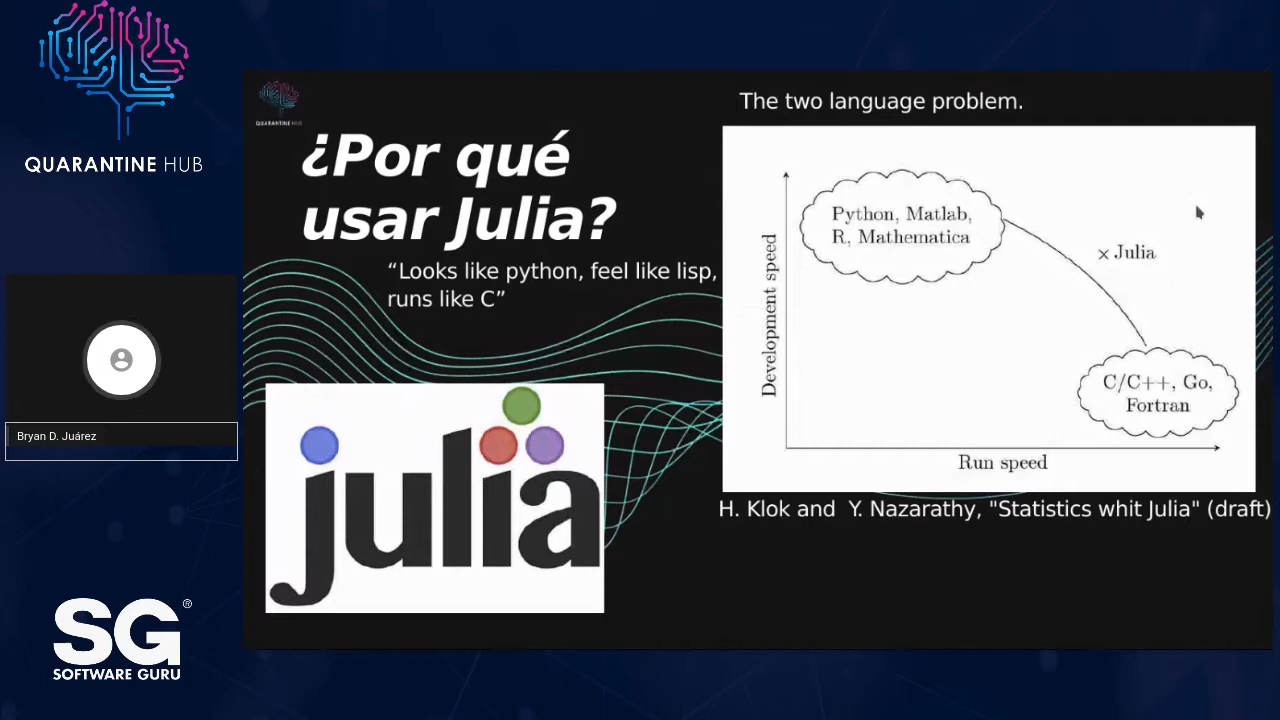 QUARANTINE HUB
QUARANTINE HUB
¿Por qué
usar Julia?
“Looks like python, feel like lisp,
runs like C”
julia
The two language problem.
Development speed
Python, Matlab,
R, Mathematica
× Julia
C/C++, Go,
Fortran
Run speed
H. Klok and Y. Nazarathy, "Statistics whit Julia" (draft)
Bryan D. Juárez
SG®
SOFTWARE GURU